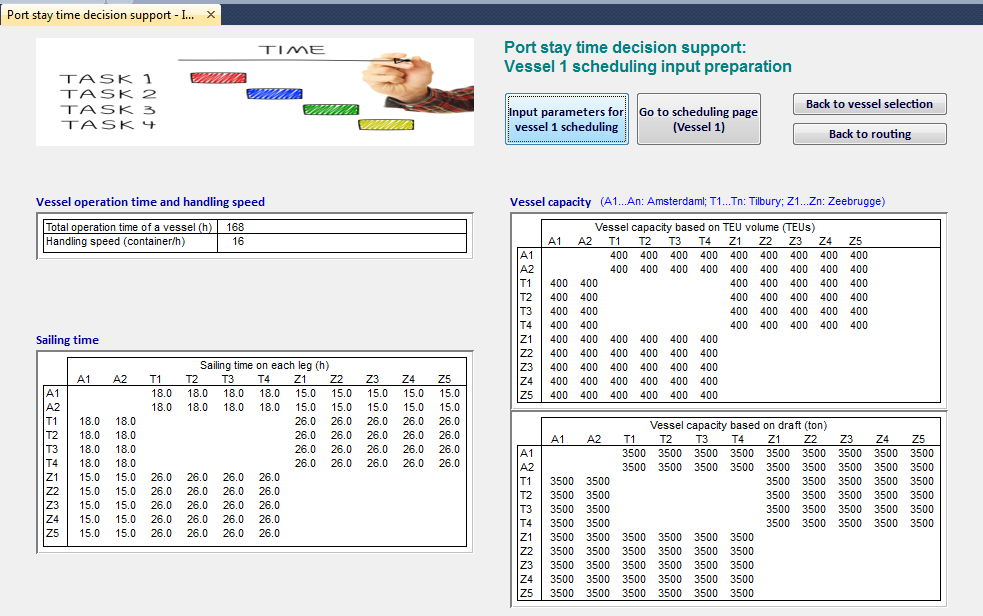 Port stay time decision support - I... ×
TIME
TASK 1
TASK 2
TASK 3
TASK 4
Port stay time decision support:
Vessel 1 scheduling input preparation
Input parameters for
vessel 1 scheduling
Go to scheduling page
(Vessel 1)
Back to vessel selection
Back to routing
Vessel operation time and handling speed
Total operation time of a vessel (h) 168
Handling speed (container/h) 16
Sailing time
Sailing time on each leg (h)
A1 A2 T1 T2 T3 T4 Z1 Z2 Z3 Z4 Z5
A1 18.0 18.0 18.0 18.0 15.0 15.0 15.0 15.0 15.0
A2 18.0 18.0 18.0 18.0 15.0 15.0 15.0 15.0 15.0
T1 18.0 18.0 26.0 26.0 26.0 26.0 26.0
T2 18.0 18.0 26.0 26.0 26.0 26.0 26.0
T3 18.0 18.0 26.0 26.0 26.0 26.0 26.0
T4 18.0 18.0 26.0 26.0 26.0 26.0 26.0
Z1 15.0 15.0 26.0 26.0 26.0 26.0
Z2 15.0 15.0 26.0 26.0 26.0 26.0
Z3 15.0 15.0 26.0 26.0 26.0 26.0
Z4 15.0 15.0 26.0 26.0 26.0 26.0
Z5 15.0 15.0 26.0 26.0 26.0 26.0
Vessel capacity (A1...An: Amsterdaml; T1...Tn: Tilbury; Z1...Zn: Zeebrugge)
Vessel capacity based on TEU volume (TEUs)
A1 A2 T1 T2 T3 T4 Z1 Z2 Z3 Z4 Z5
A1 400 400 400 400 400 400 400 400 400
A2 400 400 400 400 400 400 400 400 400
T1 400 400 400 400 400 400 400
T2 400 400 400 400 400 400 400
T3 400 400 400 400 400 400 400
T4 400 400 400 400 400 400 400
Z1 400 400 400 400 400 400
Z2 400 400 400 400 400 400
Z3 400 400 400 400 400 400
Z4 400 400 400 400 400 400
Z5 400 400 400 400 400 400
Vessel capacity based on draft (ton)
A1 A2 T1 T2 T3 T4 Z1 Z2 Z3 Z4 Z5
A1 3500 3500 3500 3500 3500 3500 3500 3500 3500
A2 3500 3500 3500 3500 3500 3500 3500 3500 3500
T1 3500 3500 3500 3500 3500 3500 3500
T2 3500 3500 3500 3500 3500 3500 3500
T3 3500 3500 3500 3500 3500 3500 3500
T4 3500 3500 3500 3500 3500 3500 3500
Z1 3500 3500 3500 3500 3500 3500
Z2 3500 3500 3500 3500 3500 3500
Z3 3500 3500 3500 3500 3500 3500
Z4 3500 3500 3500 3500 3500 3500
Z5 3500 3500 3500 3500 3500 3500